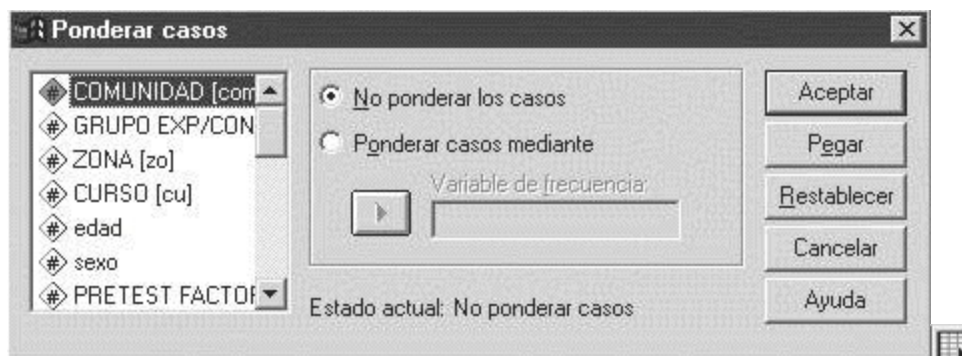 Ponderar casos
# COMUNIDAD [com
# GRUPO EXP/CON
# ZONA [zo]
# CURSO [cu]
# edad
# sexo
# PRETEST FACTOR
No ponderar los casos
Ponderar casos mediante
Variable de frecuencia:
Estado actual: No ponderar casos
Aceptar
Pegar
Restablecer
Cancelar
Ayuda